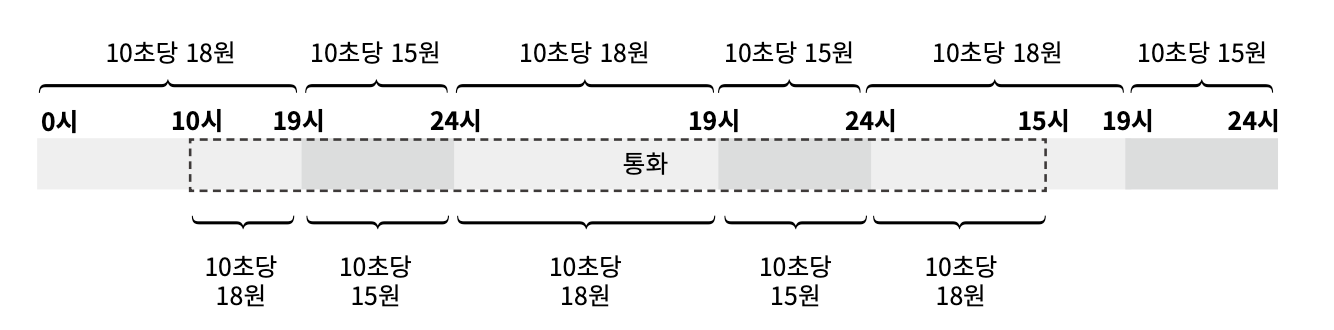 10초당 18원 10초당 15원 10초당 18원 10초당 15원 10초당 18원 10초당 15원
0시 10시 19시 24시 19시 24시 15시 19시 24시
통화
10초당 10초당 10초당 10초당 10초당
18원 15원 18원 15원 18원